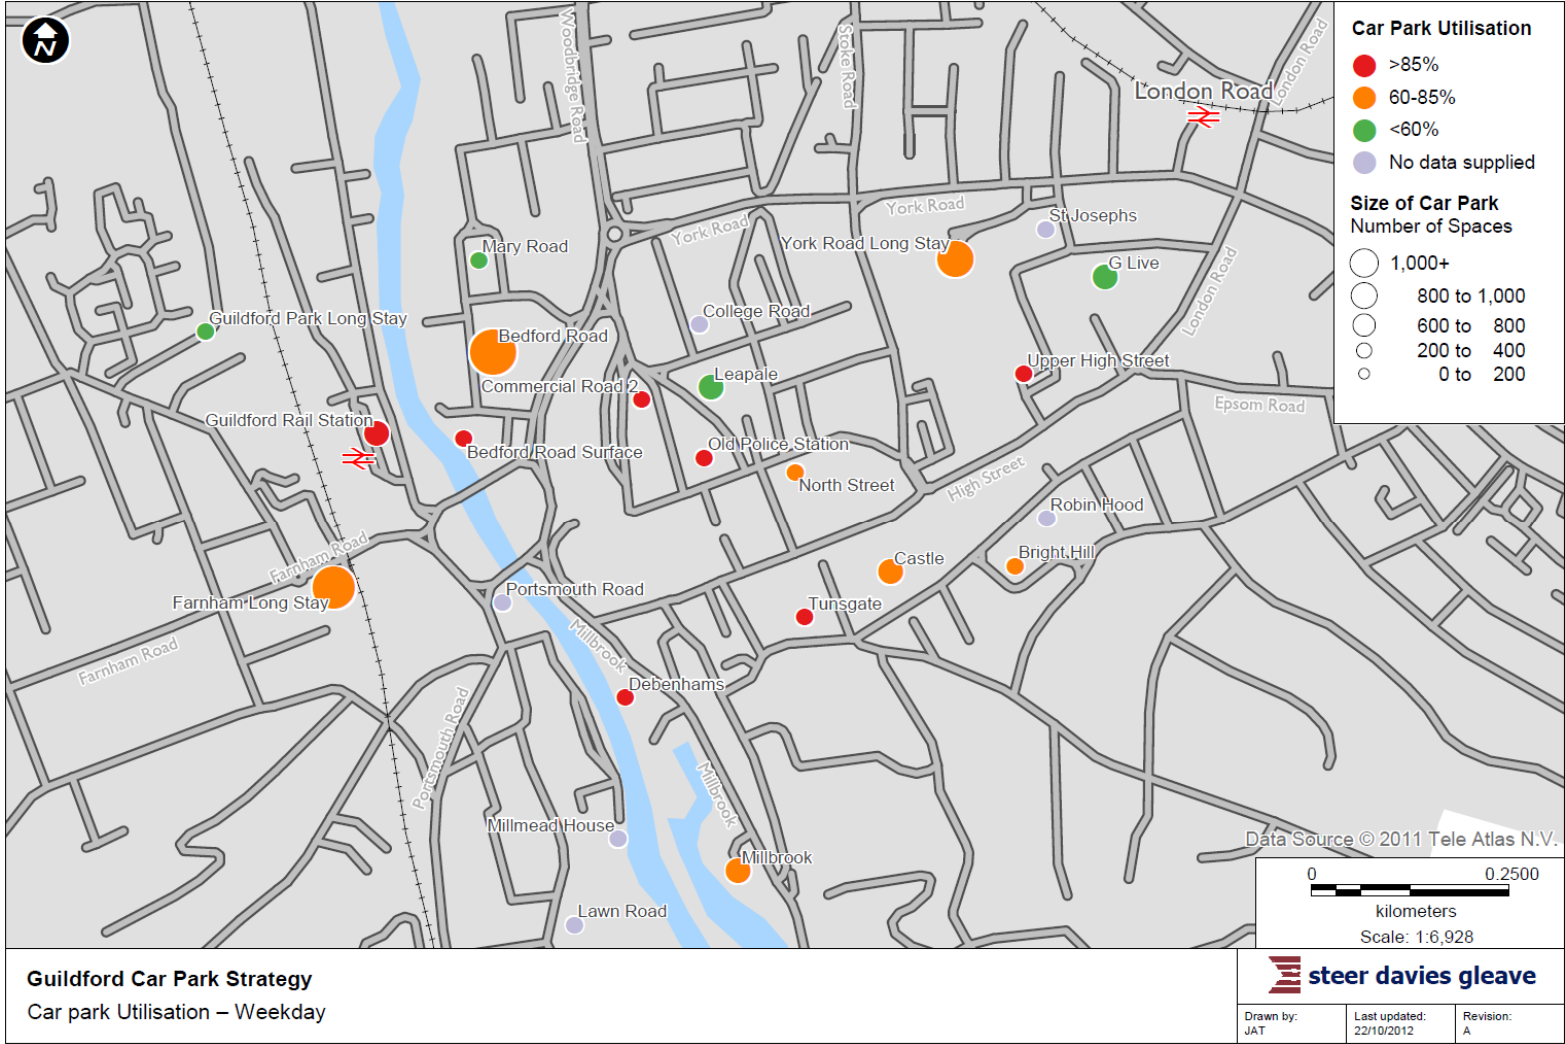 N
Woodbridge Road
Stoke Road
London Road
London Road
Car Park Utilisation
>85%
60-85%
<60%
No data supplied
Size of Car Park
Number of Spaces
1,000+
800 to 1,000
600 to 800
200 to 400
0 to 200
York Road
St Josephs
York Road
Mary Road
York Road Long Stay
G Live
London Road
Guildford Park Long Stay
College Road
Bedford Road
Upper High Street
Leapale
Commercial Road 2
Epsom Road
Guildford Rail Station
Old Police Station
Bedford Road Surface
High Street
North Street
Robin Hood
Farnham Road
Bright Hill
Castle
Portsmouth Road
Farnham Long Stay
Tunsgate
Millbrook
Farnham Road
Debenhams
Portsmouth Road
Millbrook
Millmead House
Data Source © 2011 Tele Atlas N.V.
Millbrook
0 0.2500
kilometers
Scale: 1:6,928
Lawn Road
Guildford Car Park Strategy
Car park Utilisation – Weekday
steer davies gleave
Drawn by:
JAT
Last updated:
22/10/2012
Revision:
A